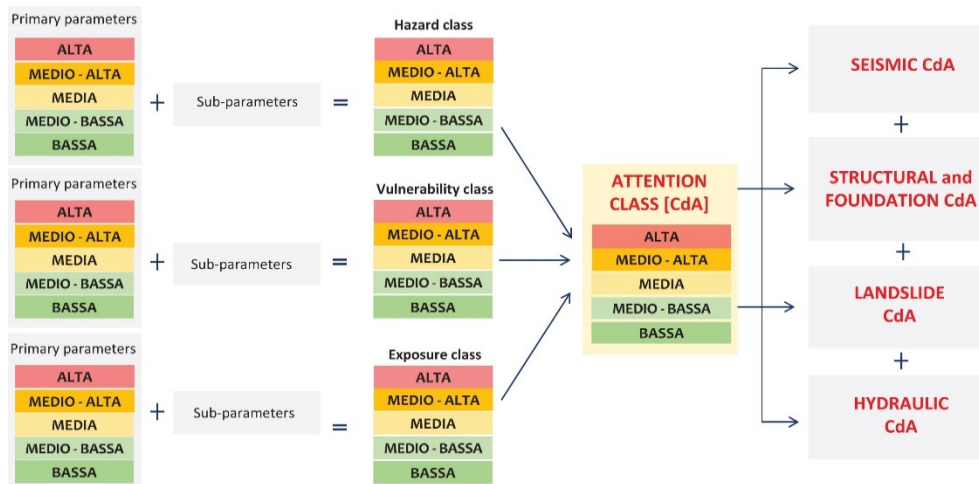 Primary parameters
ALTA
MEDIO - ALTA
MEDIA
MEDIO - BASSA
BASSA
+
Sub-parameters
=
Hazard class
ALTA
MEDIO - ALTA
MEDIA
MEDIO - BASSA
BASSA
Primary parameters
ALTA
MEDIO - ALTA
MEDIA
MEDIO - BASSA
BASSA
+
Sub-parameters
=
Vulnerability class
ALTA
MEDIO - ALTA
MEDIA
MEDIO - BASSA
BASSA
Primary parameters
ALTA
MEDIO - ALTA
MEDIA
MEDIO - BASSA
BASSA
+
Sub-parameters
=
Exposure class
ALTA
MEDIO - ALTA
MEDIA
MEDIO - BASSA
BASSA
ATTENTION
CLASS [CdA]
ALTA
MEDIO - ALTA
MEDIA
MEDIO - BASSA
BASSA
SEISMIC CdA
+
STRUCTURAL and
FOUNDATION CdA
+
LANDSLIDE
CdA
+
HYDRAULIC
CdA